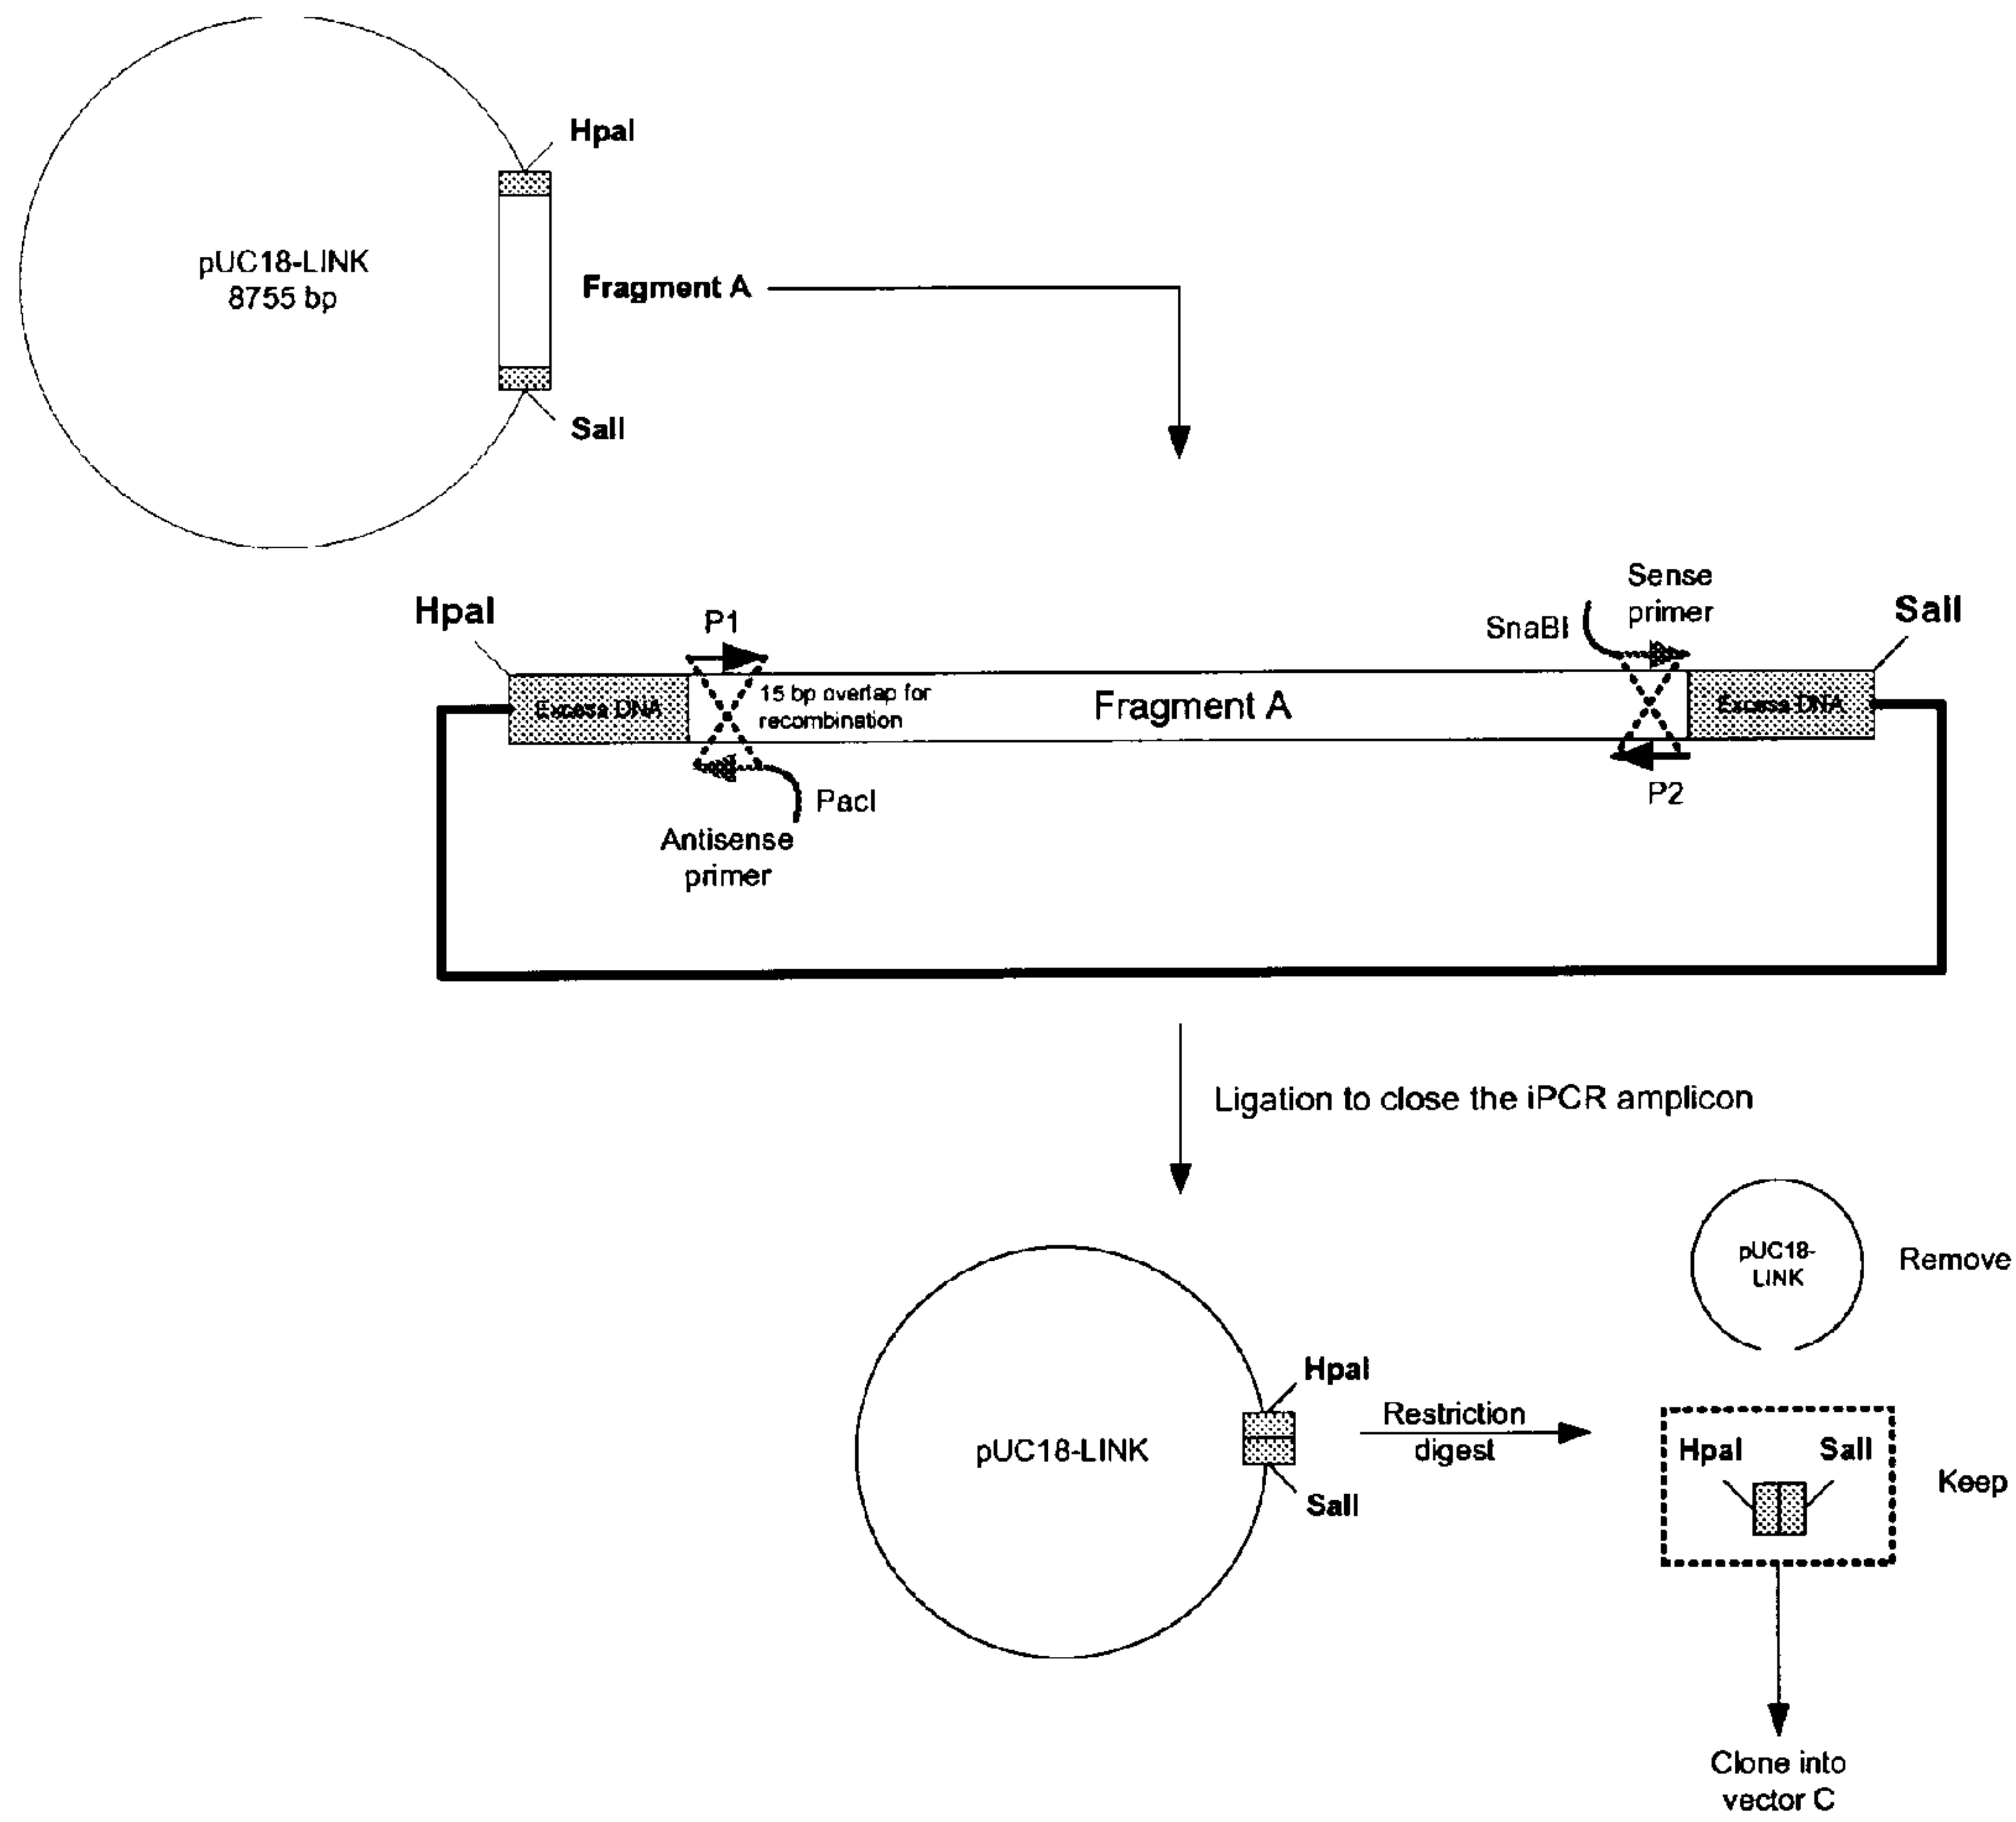 HpaI
pUC18-LINK
8755 bp
Fragment A
SalI
Sense
primer
HpaI
P1
SnaBI
SalI
Excess DNA
15 bp overlap for
recombination
Fragment A
Excess DNA
PacI
P2
Antisense
primer
Ligation to close the iPCR amplicon
pUC18-
LINK
Remove
HpaI
Restriction
digest
pUC18-LINK
HpaI
SalI
Keep
SalI
Clone into
vector C